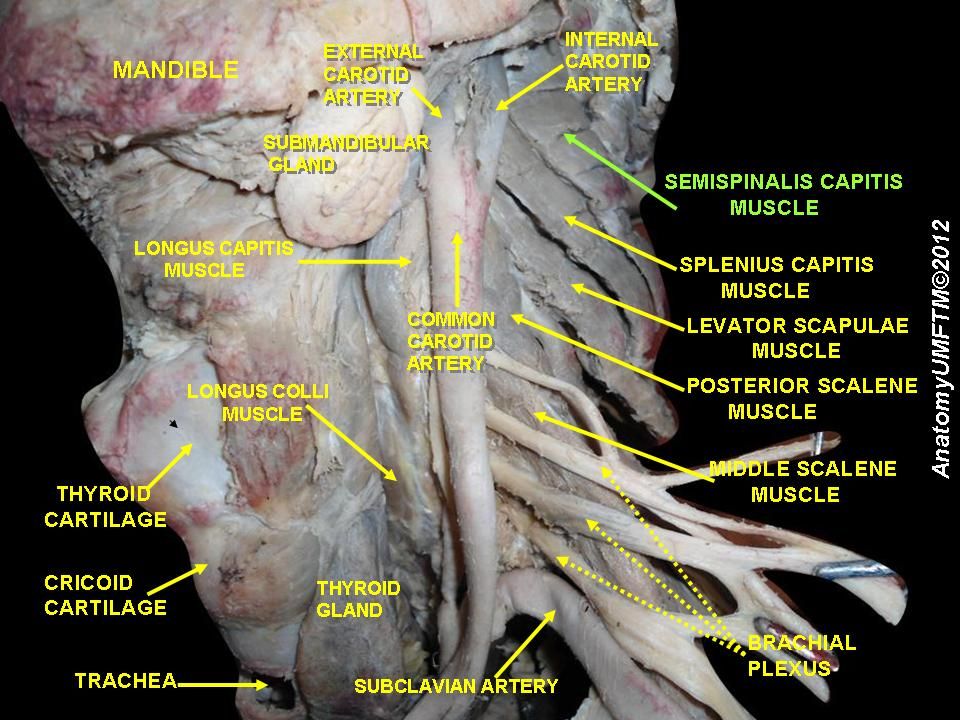 MANDIBLE
EXTERNAL
CAROTID
ARTERY
INTERNAL
CAROTID
ARTERY
SUBMANDIBULAR
GLAND
SEMISPINALIS CAPITIS
MUSCLE
LONGUS CAPITIS
MUSCLE
SPLENIUS CAPITIS
MUSCLE
COMMON
CAROTID
ARTERY
LEVATOR SCAPULAE
MUSCLE
LONGUS COLLI
MUSCLE
POSTERIOR SCALENE
MUSCLE
MIDDLE SCALENE
MUSCLE
THYROID
CARTILAGE
CRICOID
CARTILAGE
THYROID
GLAND
BRACHIAL
PLEXUS
TRACHEA
SUBCLAVIAN ARTERY
AnatomyUMFTIM©2012